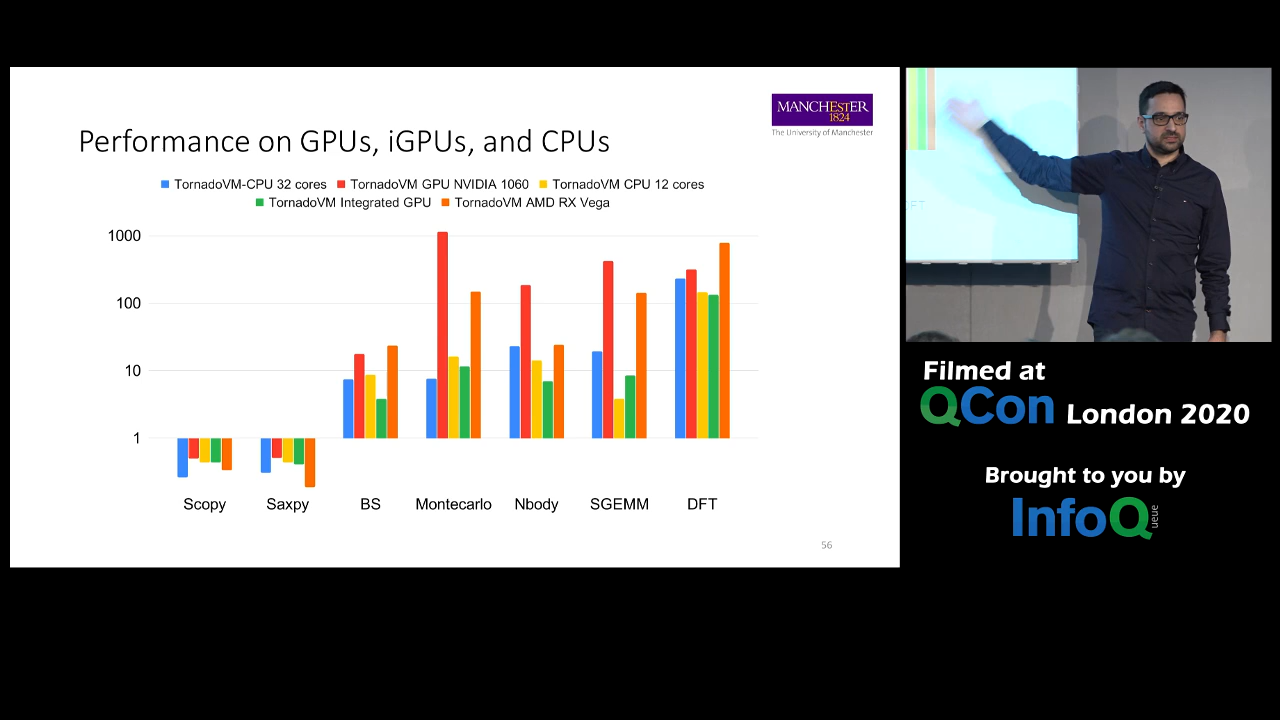 MANCHESTER
1824
The University of Manchester
Performance on GPUs, iGPUs, and CPUs
TornadoVM-CPU 32 cores TornadoVM GPU NVIDIA 1060 TornadoVM CPU 12 cores
TornadoVM Integrated GPU TornadoVM AMD RX Vega
1000
100
10
1
Scopy Saxpy BS Montecarlo Nbody SGEMM DFT
56
FT
Filmed at
QCon London 2020
Brought to you by
InfoQueue